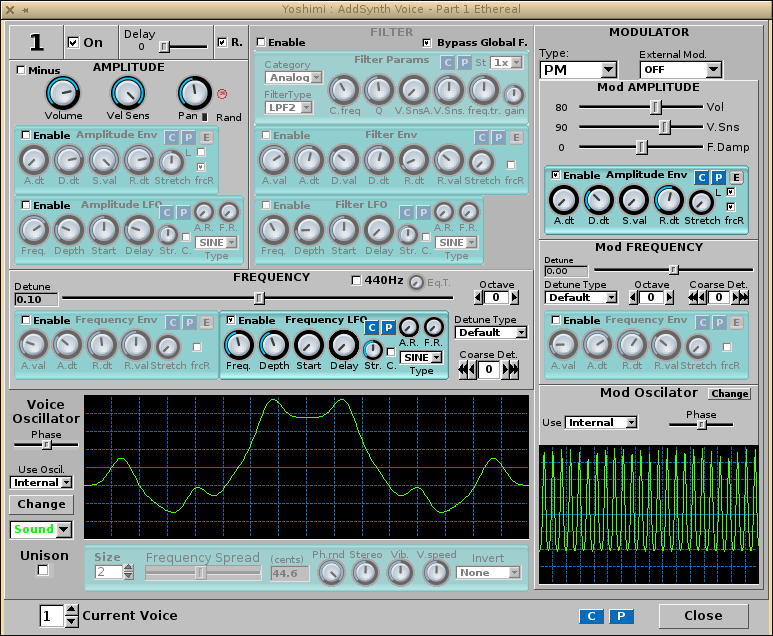 Yoshimi : AddSynth Voice - Part 1 Ethereal
1 On Delay 0 R.
Minus AMPLITUDE
Volume Vel Sens Pan Rand
Enable Amplitude Env C P E
A.dt D.dt S.val R.dt Stretch frcR L
Enable Amplitude LFO C P
Freq. Depth Start Delay Str. C. A.R. F.R.
SINE
Type
FILTER
Enable Bypass Global F.
Category Filter Params C P St 1x
Analog
FilterType
LPF2
C.freq Q V.SnsA V.Sns. freq.tr. gain
Enable Filter Env C P E
A.val A.dt D.val D.dt R.dt R.val Stretch frcR
Enable Filter LFO C P
Freq. Depth Start Delay Str. C. A.R. F.R.
SINE
Type
FREQUENCY
440Hz Eq.T.
Detune
0.10
Octave
0
Enable Frequency Env C P E
A.val A.dt R.dt R.val Stretch frcR
Enable Frequency LFO C P
Freq. Depth Start Delay Str. C. A.R. F.R.
SINE
Type
Detune Type
Default
Coarse Det.
0
Voice
Oscillator
Phase
Use Oscil.
Internal
Change
Sound
Unison
Size
2
Frequency Spread
(cents)
44.6
Ph.rnd Stereo Vib. V.speed
Invert
None
MODULATOR
Type: External Mod.
PM OFF
Mod AMPLITUDE
80 Vol
90 V.Sns
0 F.Damp
Enable Amplitude Env C P E
A.dt D.dt S.val R.dt Stretch frcR L
Mod FREQUENCY
Detune
0.00
Detune Type Octave Coarse Det.
Default 0 0
Enable Frequency Env C P E
A.val A.dt R.dt R.val Stretch frcR
Mod Oscilator Change
Use Internal Phase
1 Current Voice
C P Close